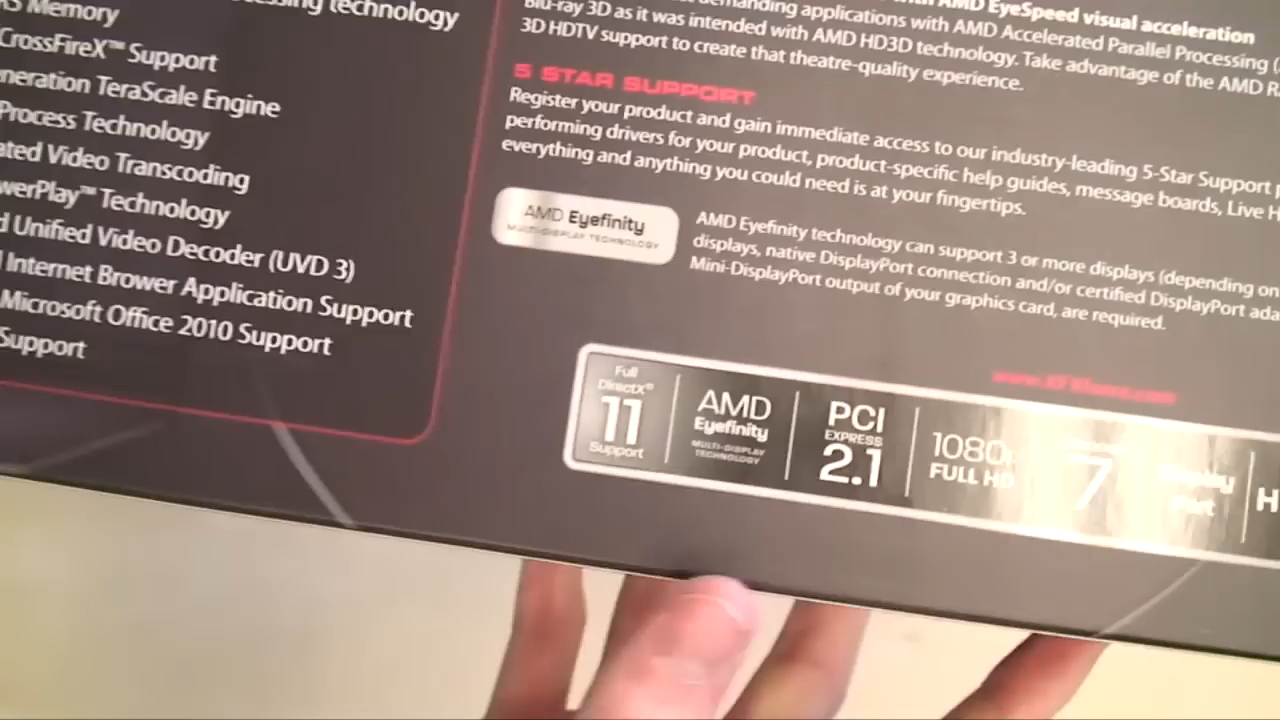 Memory
CrossFireX™ Support
TeraScale Engine
Process Technology
Video Transcoding
Technology
Unified Video Decoder (UVD 3)
Internet Brower Application Support
Microsoft Office 2010 Support
Support
technology
AMD EyeSpeed visual acceleration
demanding applications with AMD Accelerated Parallel Processing
Blu-ray 3D as it was intended with AMD HD3D technology. Take advantage of the AMD
3D HDTV support to create that theatre-quality experience.
5 STAR SUPPORT
Register your product and gain immediate access to our industry-leading 5-Star Support
performing drivers for your product, product-specific help guides, message boards, Live
everything and anything you could need is at your fingertips.
AMD Eyefinity
MULTI-DISPLAY TECHNOLOGY
AMD Eyefinity technology can support 3 or more displays (depending on
displays, native DisplayPort connection and/or certified DisplayPort
Mini-DisplayPort output of your graphics card, are required.
Full
DirectX®
11
Support
AMD
Eyefinity
MULTI-DISPLAY
TECHNOLOGY
PCI
EXPRESS
2.1
1080p
FULL HD
7
Display
Port
H